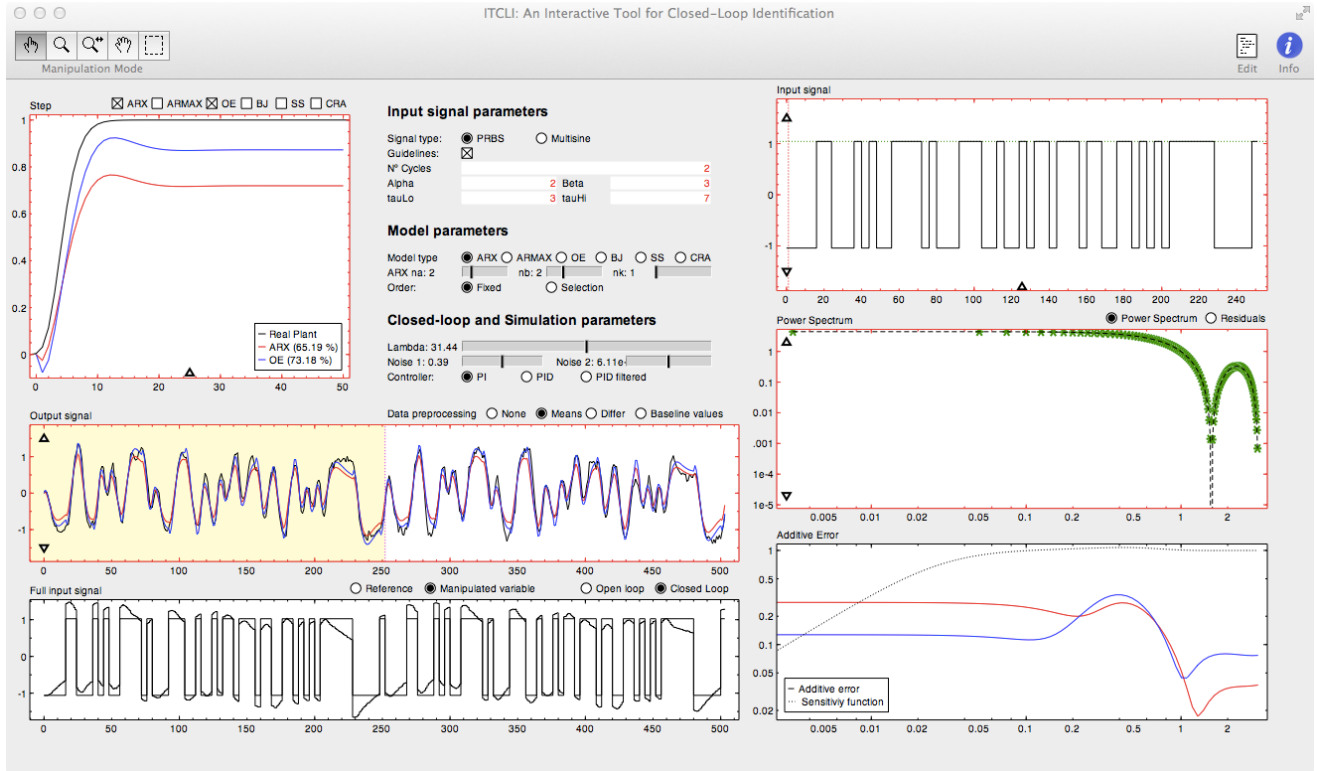 ITCLI: An Interactive Tool for Closed-Loop Identification
Manipulation Mode
Edit Info
Step
ARX ARMAX OE BJ SS CRA
1
0.8
0.6
0.4
0.2
0
0 10 20 30 40 50
Real Plant
ARX (65.19 %)
OE (73.18 %)
Input signal parameters
Signal type: PRBS Multisine
Guidelines:
Nº Cycles 2
Alpha 2 Beta 3
tauLo 3 tauHi 7
Model parameters
Model type ARX ARMAX OE BJ SS CRA
ARX na: 2 nb: 2 nk: 1
Order: Fixed Selection
Closed-loop and Simulation parameters
Lambda: 31.44
Noise 1: 0.39 Noise 2: 6.11e-
Controller: PI PID PID filtered
Input signal
1
0
-1
0 20 40 60 80 100 120 140 160 180 200 220 240
Power Spectrum
Power Spectrum Residuals
1
0.1
0.01
.001
1e-4
1e-5
0.005 0.01 0.02 0.05 0.1 0.2 0.5 1 2
Output signal
Data preprocessing None Means Differ Baseline values
1
0
-1
0 50 100 150 200 250 300 350 400 450 500
Full input signal
Reference Manipulated variable Open loop Closed Loop
1
0
-1
0 50 100 150 200 250 300 350 400 450 500
Additive Error
1
0.5
0.2
0.1
0.05
0.02
Additive error
Sensitiviy function
0.005 0.01 0.02 0.05 0.1 0.2 0.5 1 2